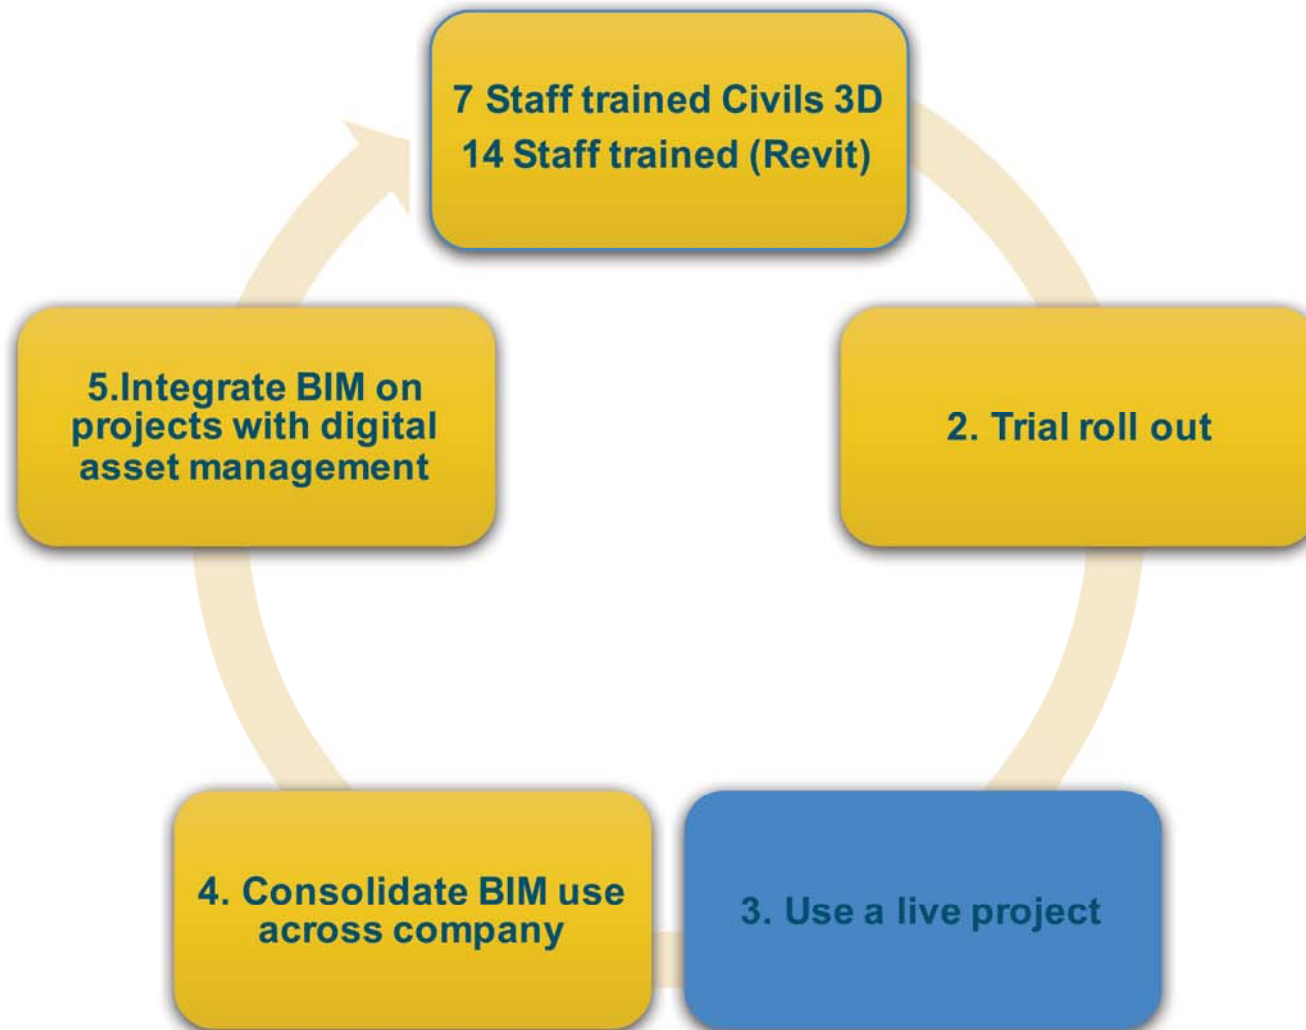 7 Staff trained Civils 3D
14 Staff trained (Revit)
2. Trial roll out
3. Use a live project
4. Consolidate BIM use
across company
5.Integrate BIM on
projects with digital
asset management